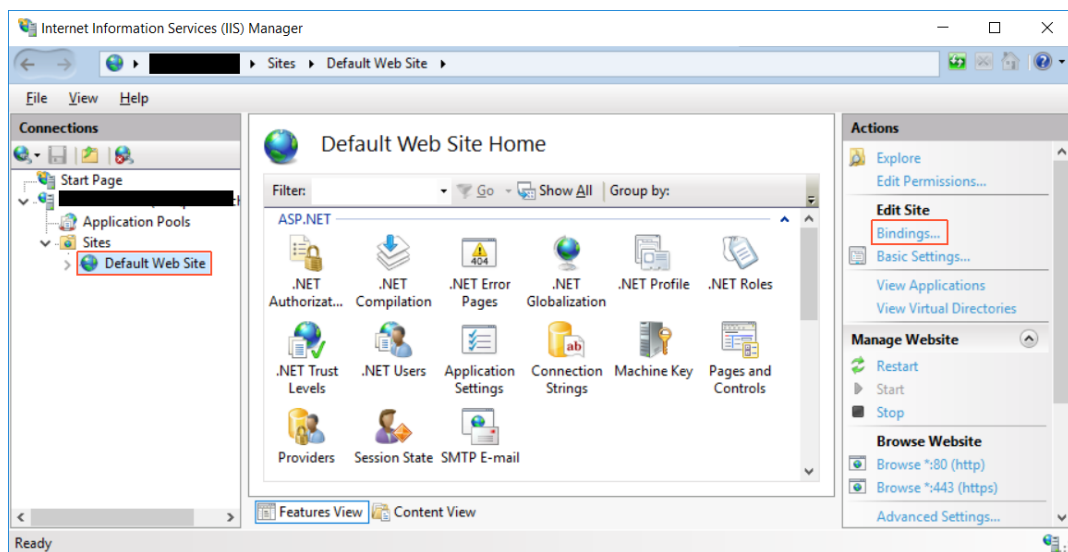 Internet Information Services (IIS) Manager
Sites
Default Web Site
File View Help
Connections
Start Page
Application Pools
Sites
Default Web Site
Default Web Site Home
Filter: Go Show All Group by:
ASP.NET
.NET Authorizat...
.NET Compilation
.NET Error Pages
404
.NET Globalization
.NET Profile
.NET Roles
.NET Trust Levels
.NET Users
Application Settings
Connection Strings
ab
Machine Key
Pages and Controls
Providers
Session State
SMTP E-mail
Features View
Content View
Actions
Explore
Edit Permissions...
Edit Site
Bindings...
Basic Settings...
View Applications
View Virtual Directories
Manage Website
Restart
Start
Stop
Browse Website
Browse *:80 (http)
Browse *:443 (https)
Advanced Settings...
Ready